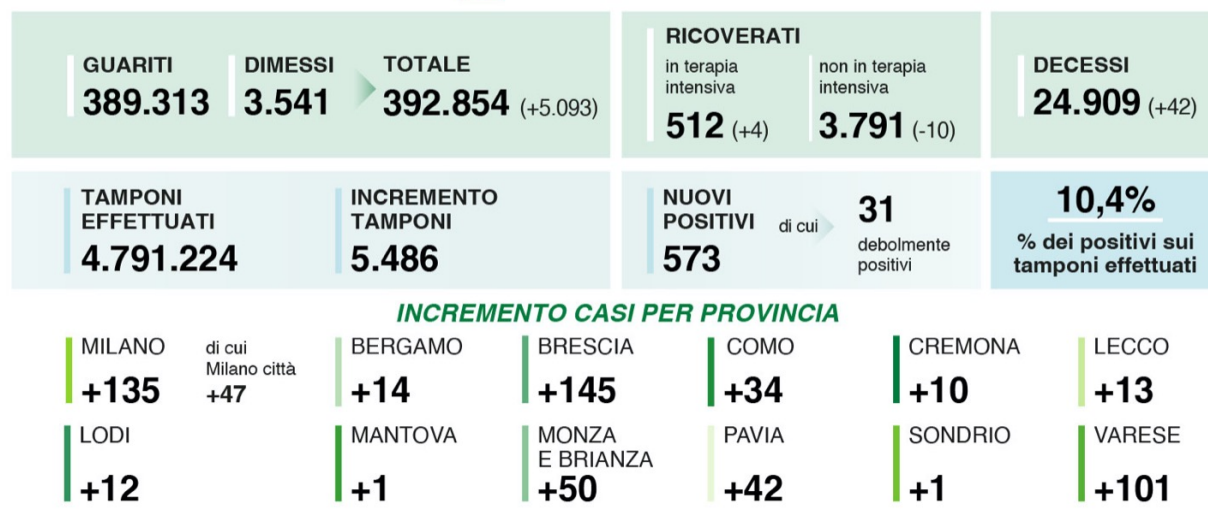 GUARITI
389.313
DIMESSI
3.541
TOTALE
392.854 (+5.093)
RICOVERATI
in terapia
intensiva
512 (+4)
non in terapia
intensiva
3.791 (-10)
DECESSI
24.909 (+42)
TAMPONI
EFFETTUATI
4.791.224
INCREMENTO
TAMPONI
5.486
NUOVI
POSITIVI
573
di cui
31
debolmente
positivi
10,4%
% dei positivi sui
tamponi effettuati
INCREMENTO CASI PER PROVINCIA
MILANO
+135
di cui
Milano città
+47
BERGAMO
+14
BRESCIA
+145
COMO
+34
CREMONA
+10
LECCO
+13
LODI
+12
MANTOVA
+1
MONZA
E BRIANZA
+50
PAVIA
+42
SONDRIO
+1
VARESE
+101